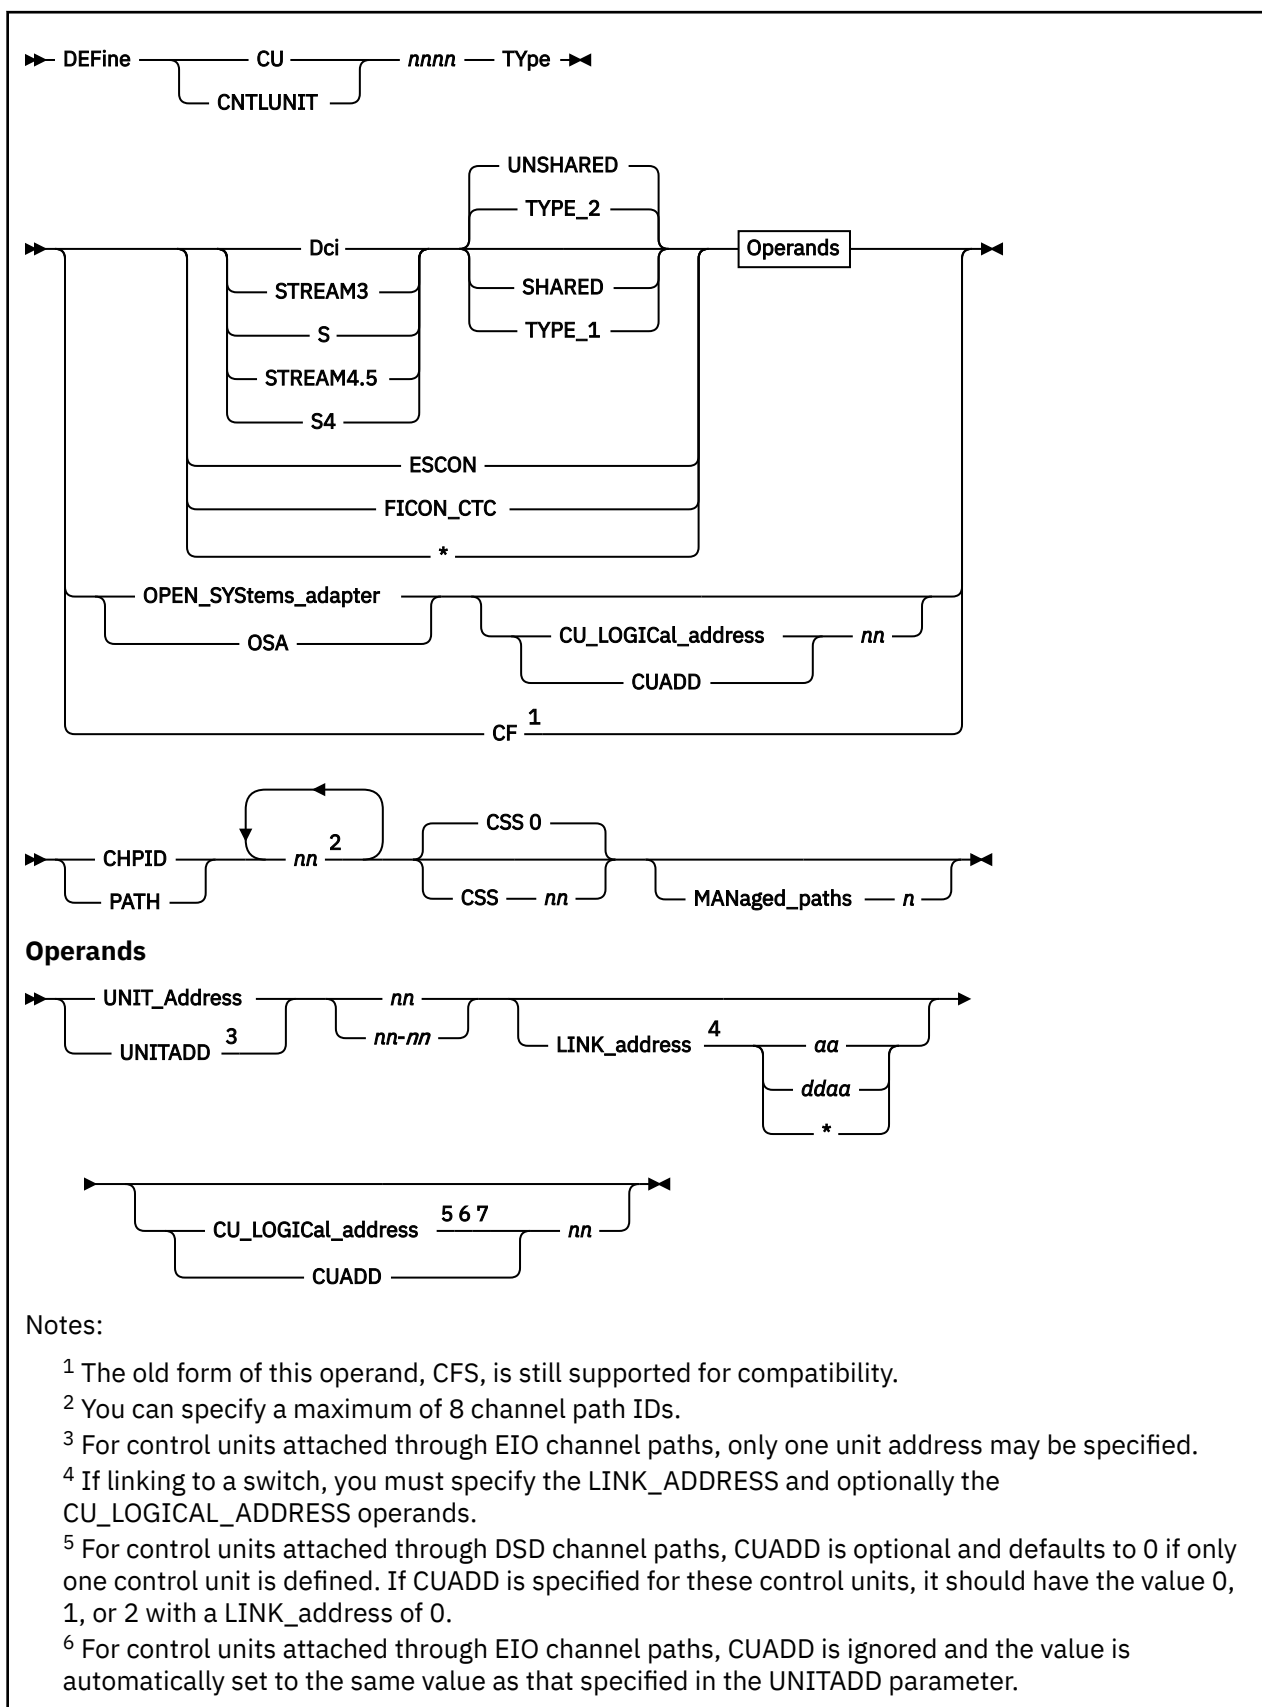 DEFine CU nnnn TYpe
CNTLUNIT
UNSHARED
TYPE_2
Dci Operands
STREAM3 SHARED
S TYPE_1
STREAM4.5
S4
ESCON
FICON_CTC
*
OPEN_SYStems_adapter
OSA CU_LOGICal_address nn
CUADD
CF 1
CSS 0
CHPID nn 2
PATH CSS nn MANaged_paths n
Operands
UNIT_Address nn
UNITADD 3 nn-nn LINK_address 4 aa
ddaa
*
CU_LOGICal_address 5 6 7 nn
CUADD
Notes:
1 The old form of this operand, CFS, is still supported for compatibility.
2 You can specify a maximum of 8 channel path IDs.
3 For control units attached through EIO channel paths, only one unit address may be specified.
4 If linking to a switch, you must specify the LINK_ADDRESS and optionally the
CU_LOGICAL_ADDRESS operands.
5 For control units attached through DSD channel paths, CUADD is optional and defaults to 0 if only
one control unit is defined. If CUADD is specified for these control units, it should have the value 0,
1, or 2 with a LINK_address of 0.
6 For control units attached through EIO channel paths, CUADD is ignored and the value is
automatically set to the same value as that specified in the UNITADD parameter.